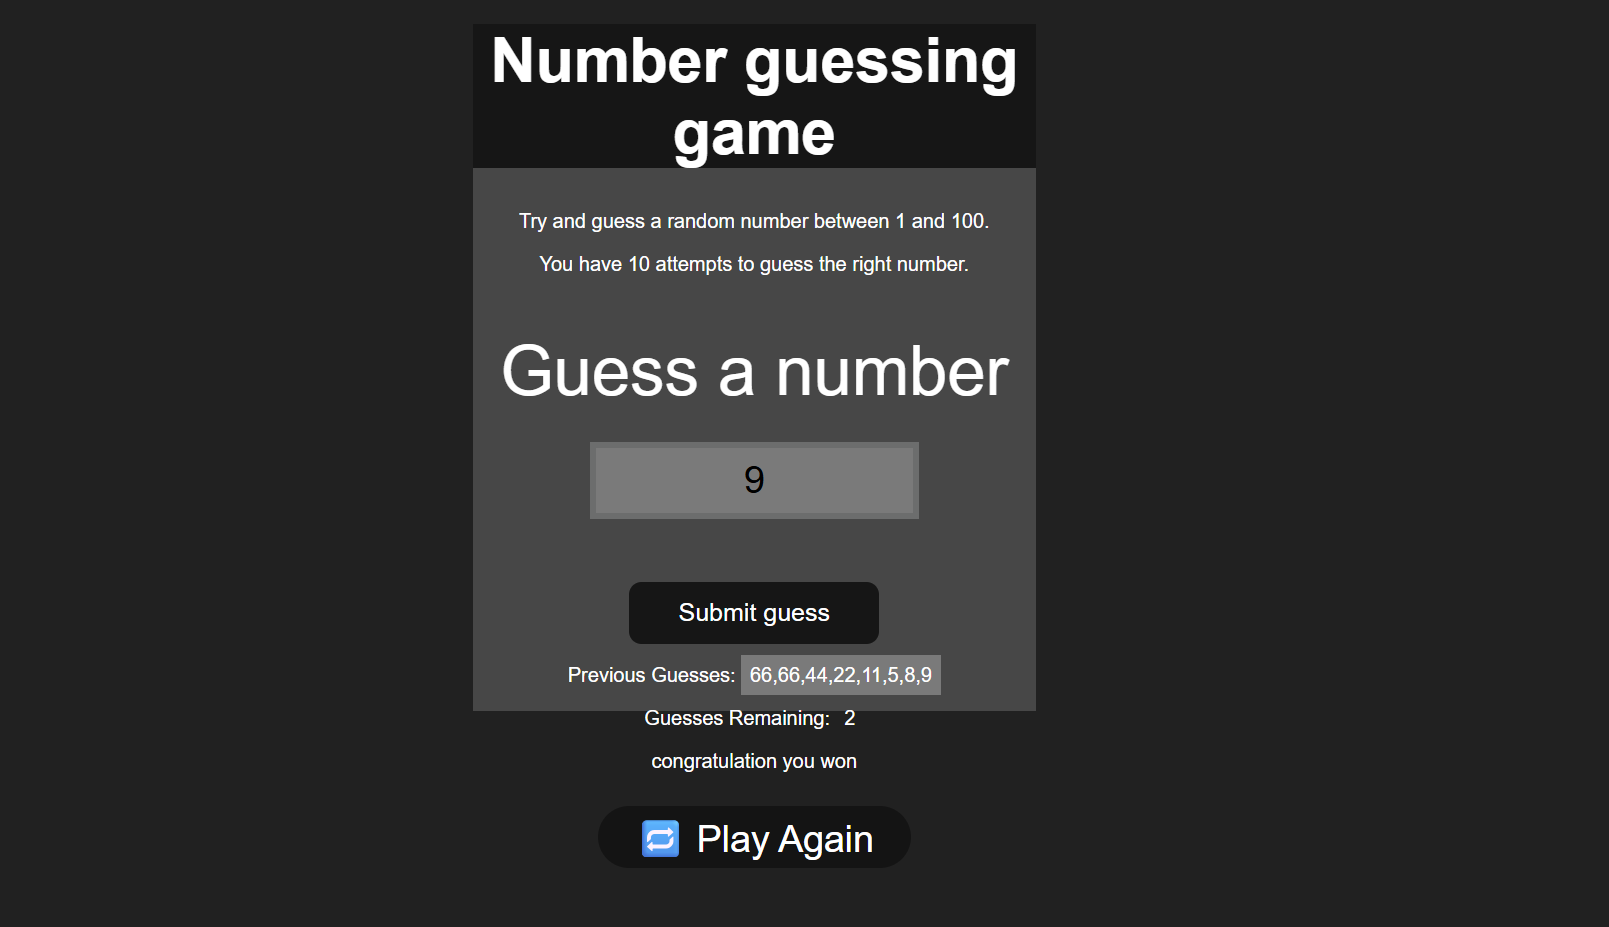 Number guessing
game
Try and guess a random number between 1 and 100.
You have 10 attempts to guess the right number.
Guess a number
9
Submit guess
Previous Guesses: 66,66,44,22,11,5,8,9
Guesses Remaining: 2
congratulation you won
🔁 Play Again